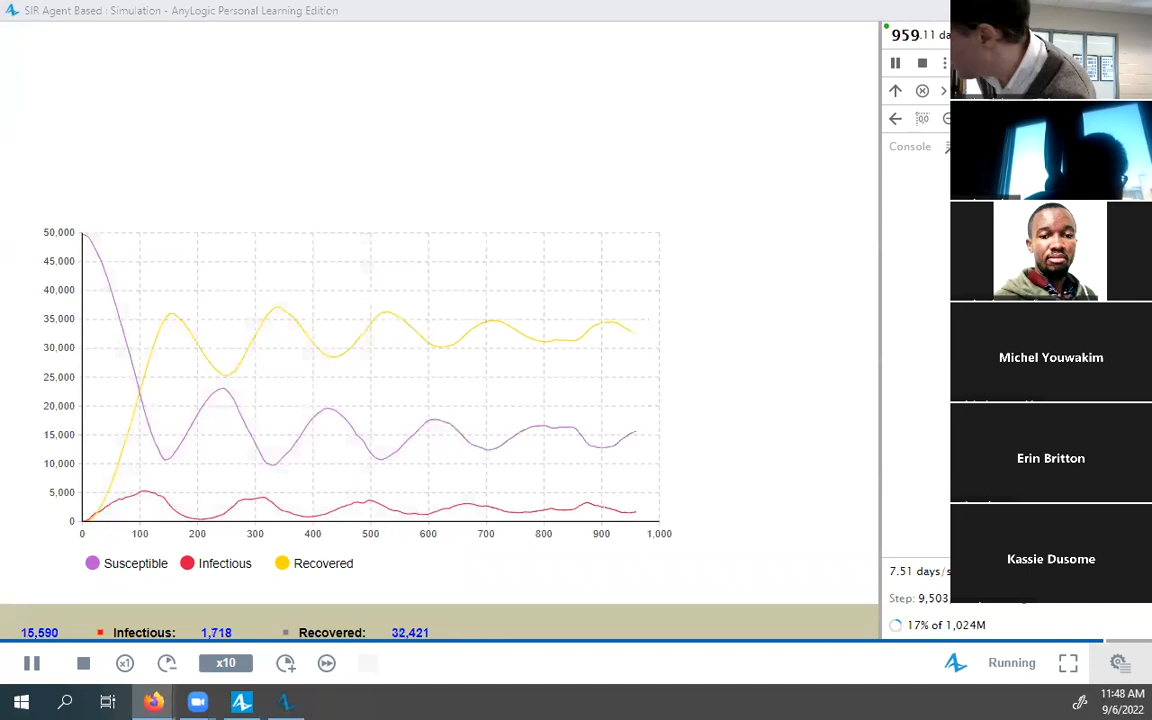 SIR Agent Based : Simulation - AnyLogic Personal Learning Edition
959.11 da
Console
50,000
45,000
40,000
35,000
30,000
25,000
20,000
15,000
10,000
5,000
0
0 100 200 300 400 500 600 700 800 900 1,000
Susceptible Infectious Recovered
Michel Youwakim
Erin Britton
Kassie Dusome
7.51 days/s
Step: 9,503
17% of 1,024M
15,590 Infectious: 1,718 Recovered: 32,421
x1 x10 Running
11:48 AM
9/6/2022